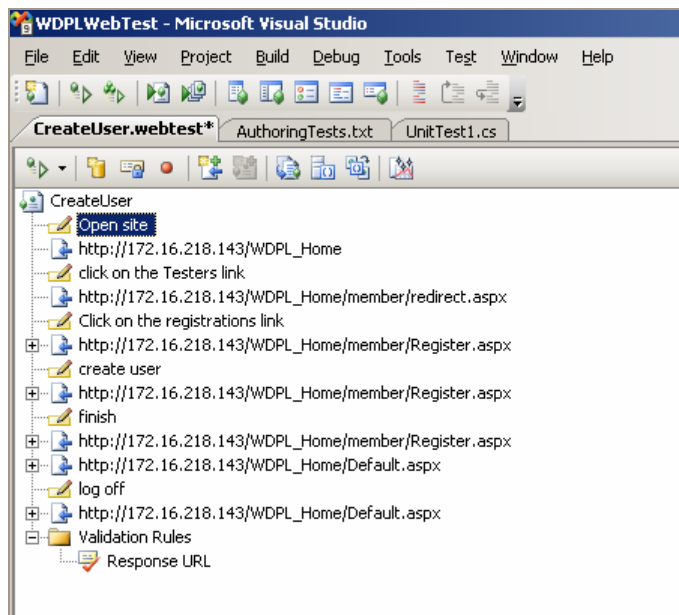 WDPLWebTest - Microsoft Visual Studio
File Edit View Project Build Debug Tools Test Window Help
CreateUser.webtest* AuthoringTests.txt UnitTest1.cs
CreateUser
Open site
http://172.16.218.143/WDPL_Home
click on the Testers link
http://172.16.218.143/WDPL_Home/member/redirect.aspx
Click on the registrations link
http://172.16.218.143/WDPL_Home/member/Register.aspx
create user
http://172.16.218.143/WDPL_Home/member/Register.aspx
finish
http://172.16.218.143/WDPL_Home/member/Register.aspx
http://172.16.218.143/WDPL_Home/Default.aspx
log off
http://172.16.218.143/WDPL_Home/Default.aspx
Validation Rules
Response URL